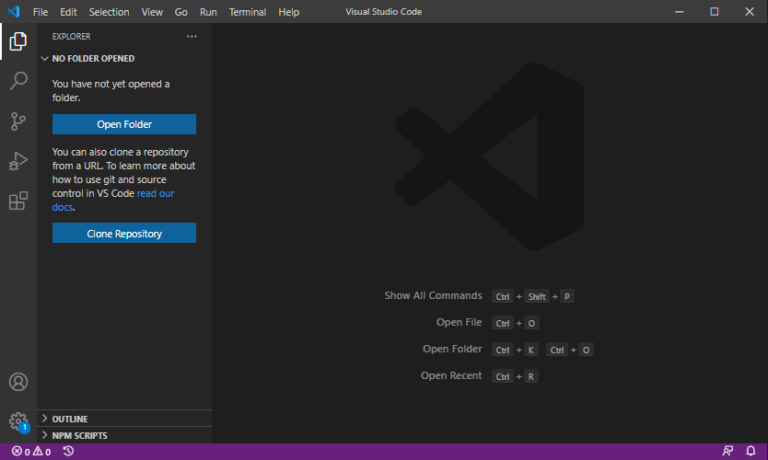 File Edit Selection View Go Run Terminal Help Visual Studio Code
EXPLORER
NO FOLDER OPENED
You have not yet opened a
folder.
Open Folder
You can also clone a repository
from a URL. To learn more about
how to use git and source
control in VS Code read our
docs.
Clone Repository
Show All Commands Ctrl + Shift + P
Open File Ctrl + O
Open Folder Ctrl + K Ctrl + O
Open Recent Ctrl + R
1
OUTLINE
NPM SCRIPTS
0 0